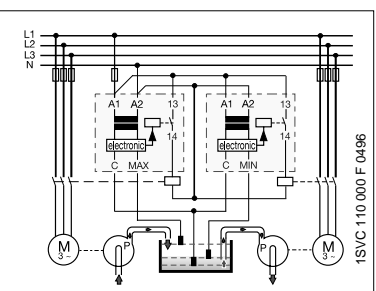 L1
L2
L3
N
A1 A2 13
A1 A2 13
electronic
electronic
14
14
C MAX
C MIN
M
3 ~
P
P
M
3 ~
1SVC 110 000 F 0496